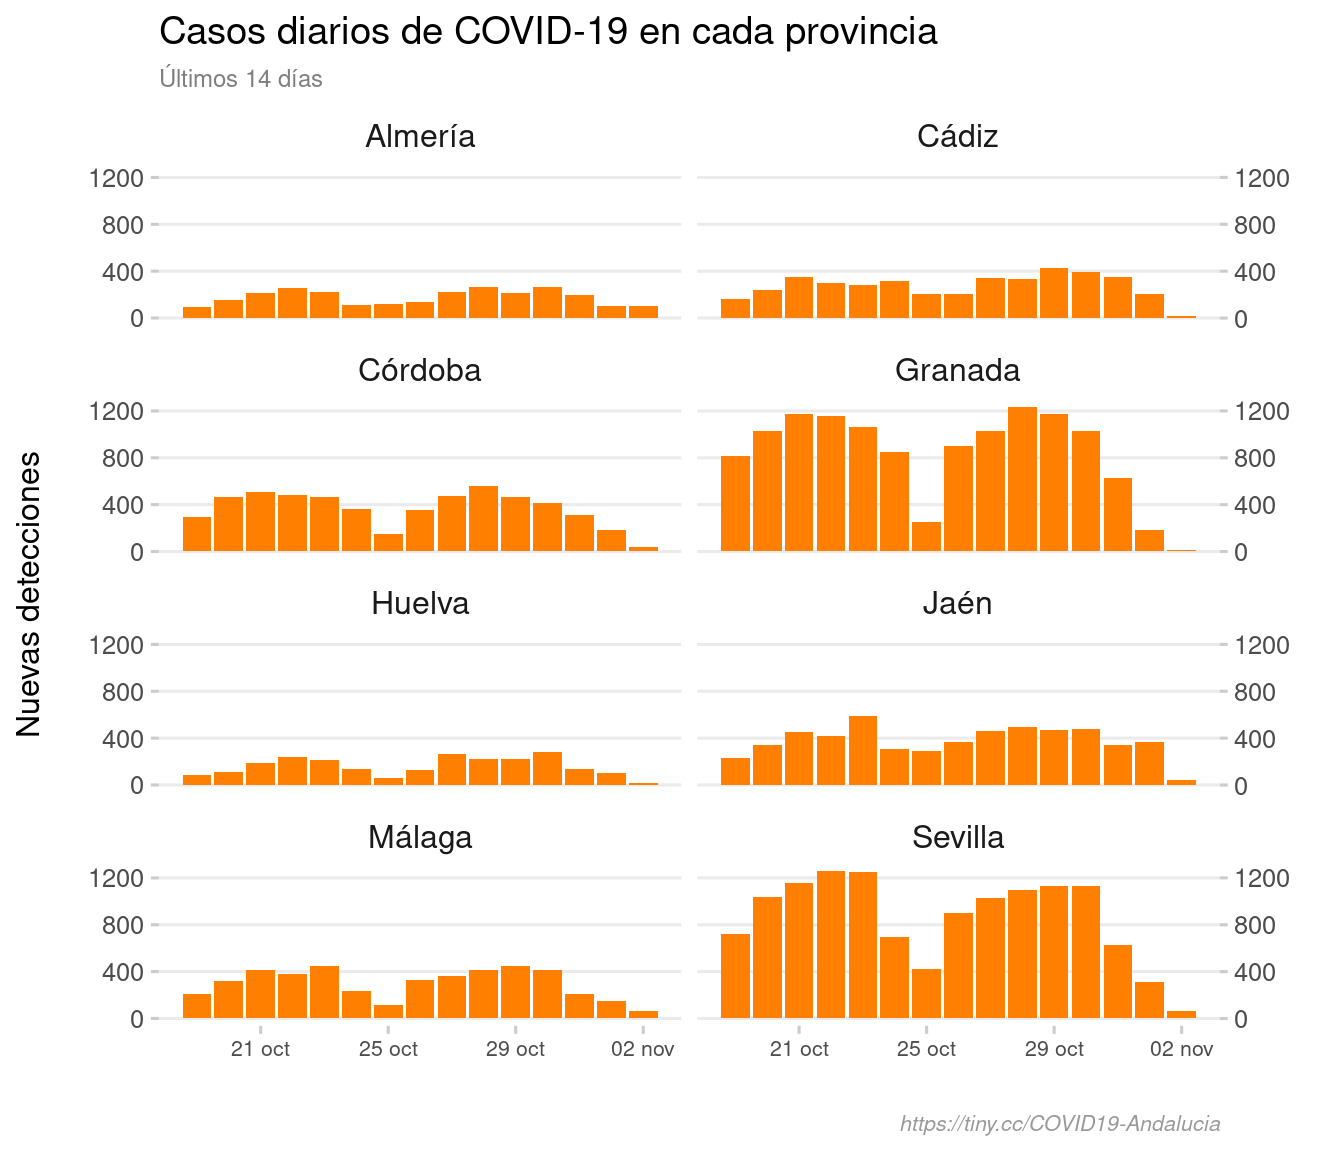 Casos diarios de COVID-19 en cada provincia
Últimos 14 días
Almería
Cádiz
1200
800
400
0
1200
800
400
0
Córdoba
Granada
1200
800
400
0
1200
800
400
0
Nuevas detecciones
Huelva
Jaén
1200
800
400
0
1200
800
400
0
Málaga
Sevilla
1200
800
400
0
1200
800
400
0
21 oct 25 oct 29 oct 02 nov
21 oct 25 oct 29 oct 02 nov
https://tiny.cc/COVID19-Andalucia